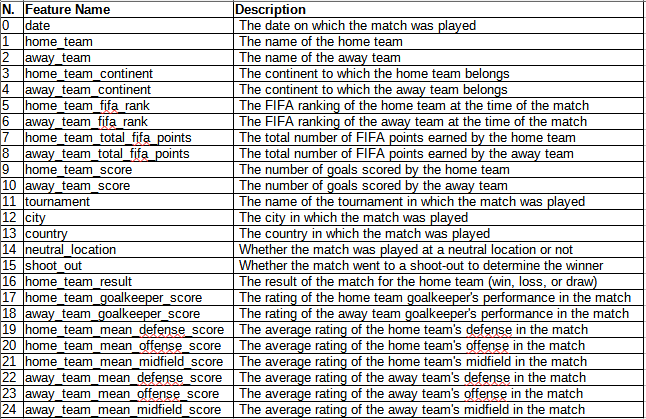 N. Feature Name Description
0 date The date on which the match was played
1 home_team The name of the home team
2 away_team The name of the away team
3 home_team_continent The continent to which the home team belongs
4 away_team_continent The continent to which the away team belongs
5 home_team_fifa_rank The FIFA ranking of the home team at the time of the match
6 away_team_fifa_rank The FIFA ranking of the away team at the time of the match
7 home_team_total_fifa_points The total number of FIFA points earned by the home team
8 away_team_total_fifa_points The total number of FIFA points earned by the away team
9 home_team_score The number of goals scored by the home team
10 away_team_score The number of goals scored by the away team
11 tournament The name of the tournament in which the match was played
12 city The city in which the match was played
13 country The country in which the match was played
14 neutral_location Whether the match was played at a neutral location or not
15 shoot_out Whether the match went to a shoot-out to determine the winner
16 home_team_result The result of the match for the home team (win, loss, or draw)
17 home_team_goalkeeper_score The rating of the home team goalkeeper's performance in the match
18 away_team_goalkeeper_score The rating of the away team goalkeeper's performance in the match
19 home_team_mean_defense_score The average rating of the home team's defense in the match
20 home_team_mean_offense_score The average rating of the home team's offense in the match
21 home_team_mean_midfield_score The average rating of the home team's midfield in the match
22 away_team_mean_defense_score The average rating of the away team's defense in the match
23 away_team_mean_offense_score The average rating of the away team's offense in the match
24 away_team_mean_midfield_score The average rating of the away team's midfield in the match